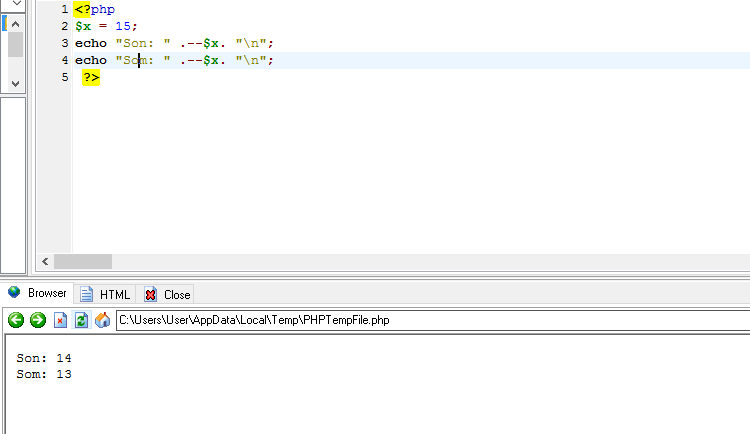 1 <?php
2 $x = 15;
3 echo "Son: " .--$x. "\n";
4 echo "Som: " .--$x. "\n";
5 ?>
Browser HTML Close
C:\Users\User\AppData\Local\Temp\PHPTempFile.php
Son: 14
Som: 13